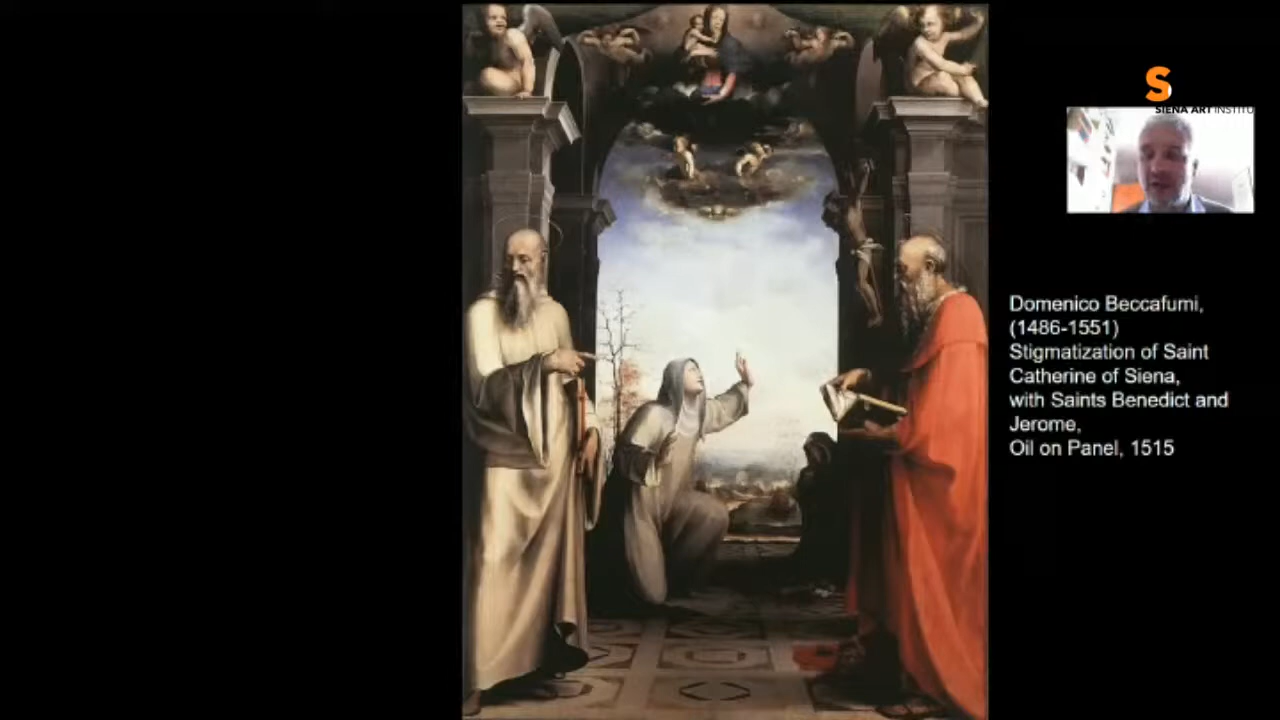 S
SIENA ART INSTITU
Domenico Beccafumi,
(1486-1551)
Stigmatization of Saint
Catherine of Siena,
with Saints Benedict and
Jerome,
Oil on Panel, 1515